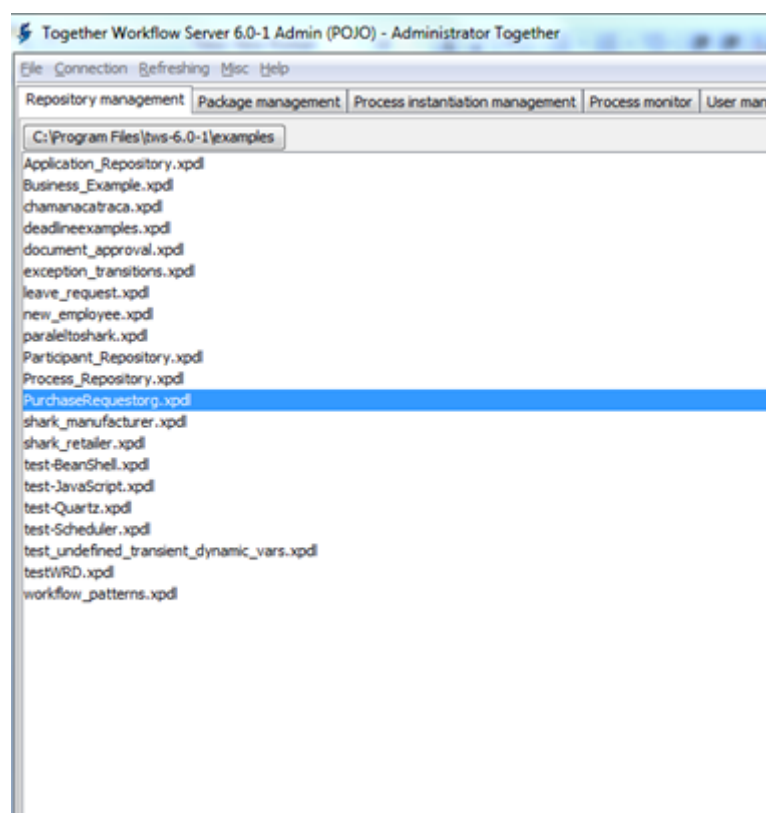 Together Workflow Server 6.0-1 Admin (POJO) - Administrator Together
File Connection Refreshing Misc Help
Repository management Package management Process instantiation management Process monitor User man
C:\Program Files\tws-6.0-1\examples
Application_Repository.xpdl
Business_Example.xpdl
chamanacatraca.xpdl
deadlineexamples.xpdl
document_approval.xpdl
exception_transitions.xpdl
leave_request.xpdl
new_employee.xpdl
paraleltoshark.xpdl
Participant_Repository.xpdl
Process_Repository.xpdl
PurchaseRequestorg.xpdl
shark_manufacturer.xpdl
shark_retailer.xpdl
test-BeanShell.xpdl
test-JavaScript.xpdl
test-Quartz.xpdl
test-Scheduler.xpdl
test_undefined_transient_dynamic_vars.xpdl
testWRD.xpdl
workflow_patterns.xpdl